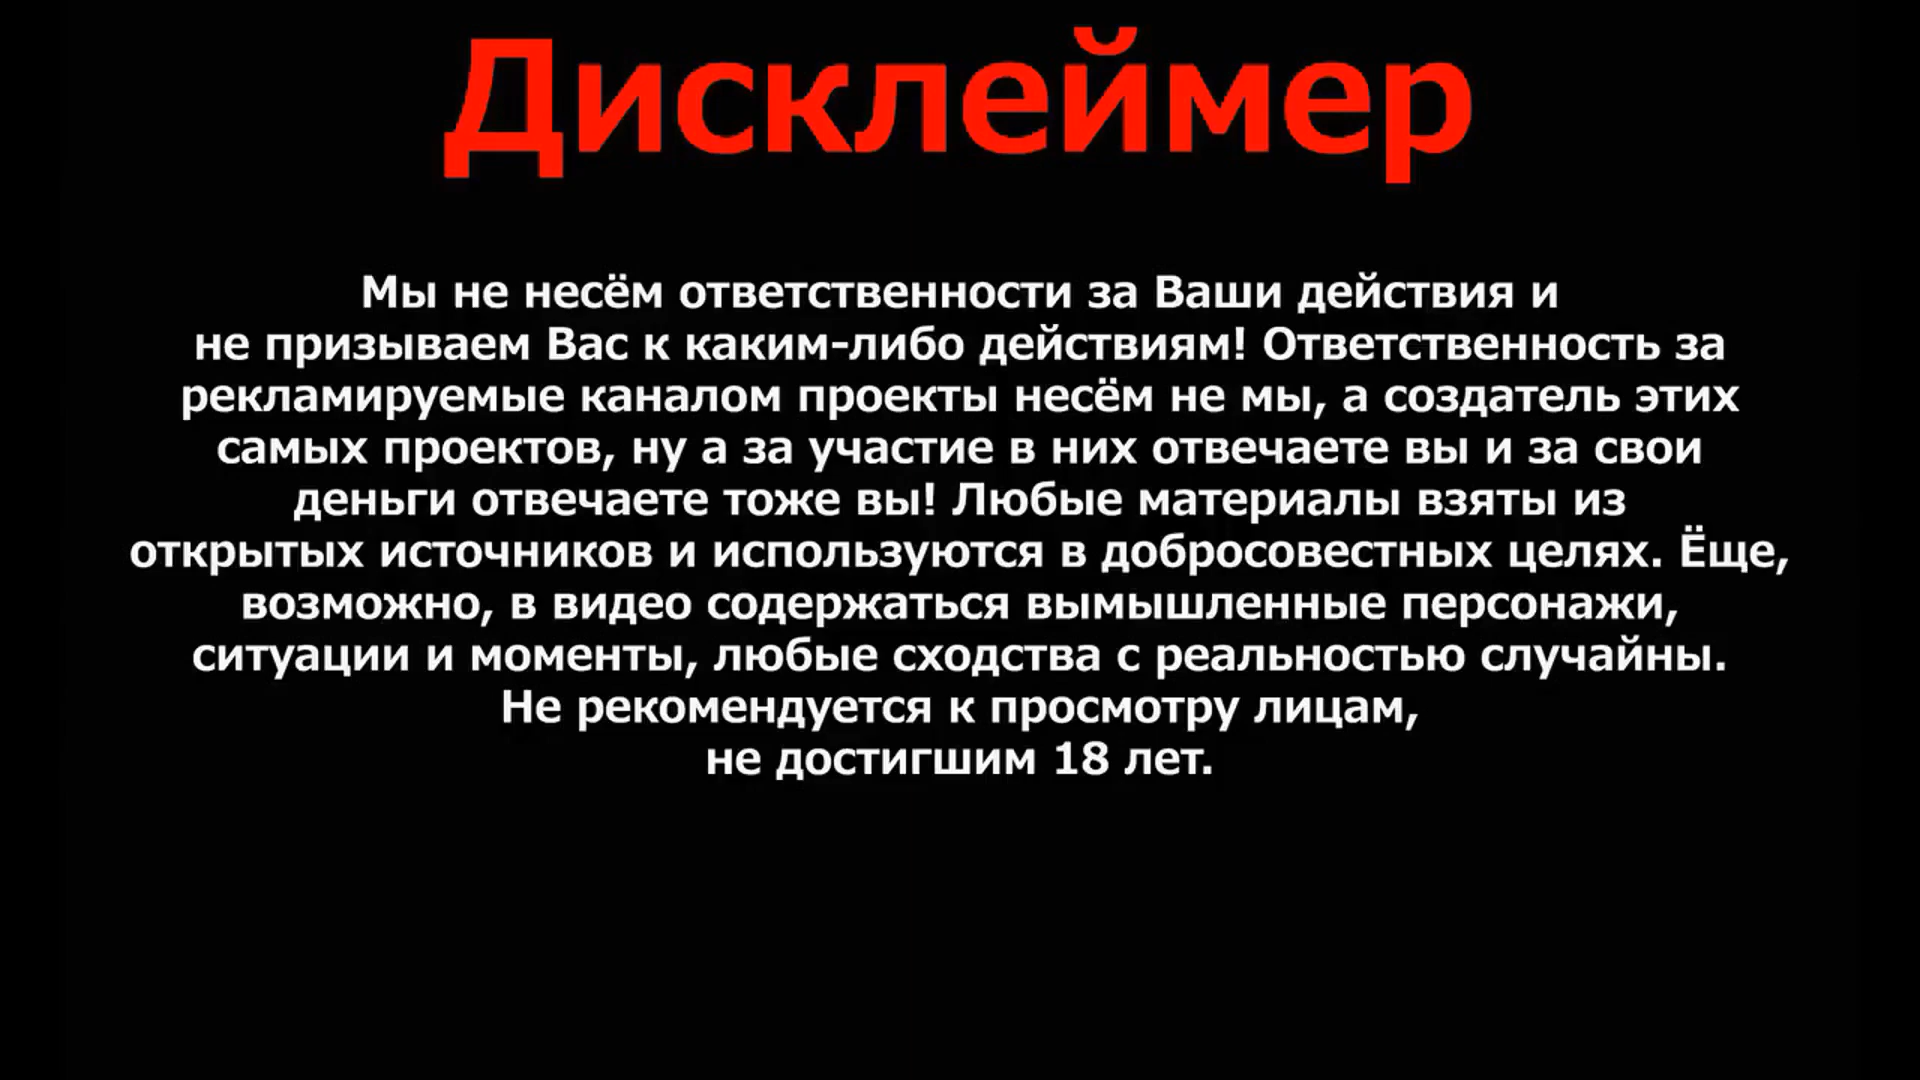 Дисклеймер
Мы не несём ответственности за Ваши действия и
не призываем Вас к каким-либо действиям! Ответственность за
рекламируемые каналом проекты несём не мы, а создатель этих
самых проектов, ну а за участие в них отвечаете вы и за свои
деньги отвечаете тоже вы! Любые материалы взяты из
открытых источников и используются в добросовестных целях. Ёще,
возможно, в видео содержаться вымышленные персонажи,
ситуации и моменты, любые сходства с реальностью случайны.
Не рекомендуется к просмотру лицам,
не достигшим 18 лет.